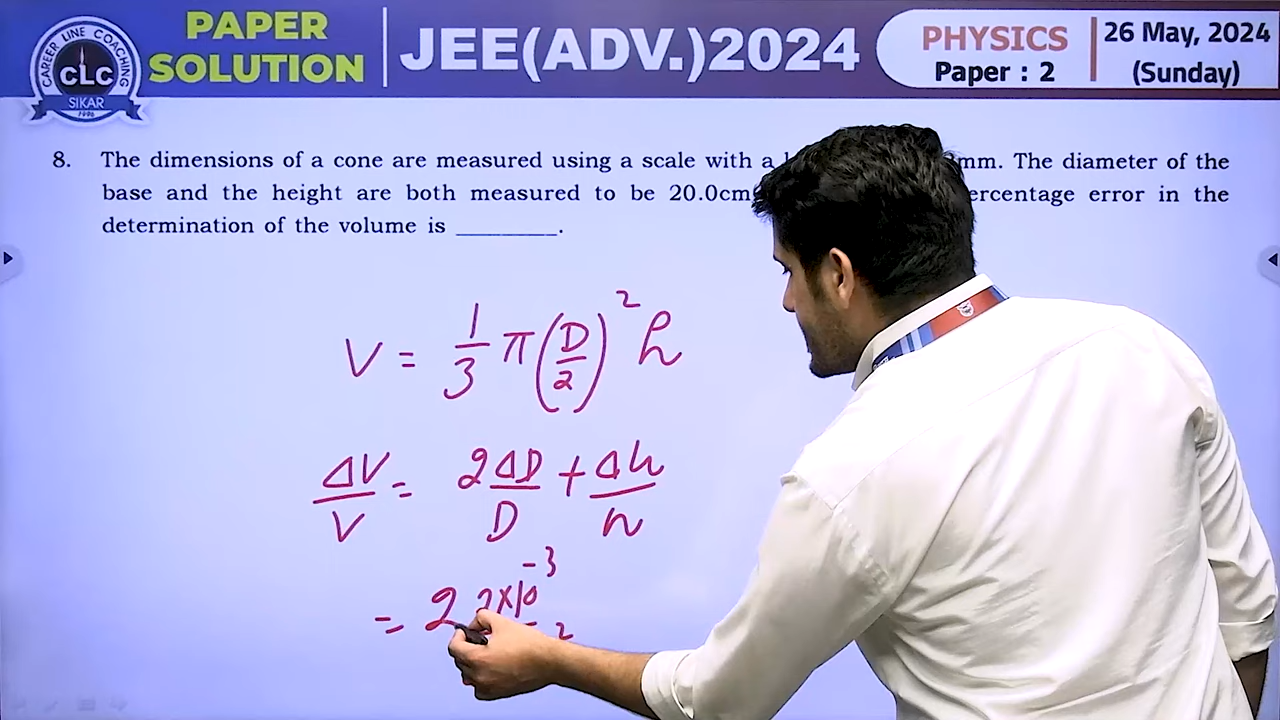 CAREER LINE COACHING
CLC
SIKAR
1996
PAPER
SOLUTION
JEE(ADV.)2024
PHYSICS
Paper : 2
26 May, 2024
(Sunday)
8. The dimensions of a cone are measured using a scale with a mm. The diameter of the
base and the height are both measured to be 20.0cm ercentage error in the
determination of the volume is ________.
V = 1/3 π(D/2)² h
ΔV/V = 2ΔD/D + Δh/h
= 2 2×10⁻³